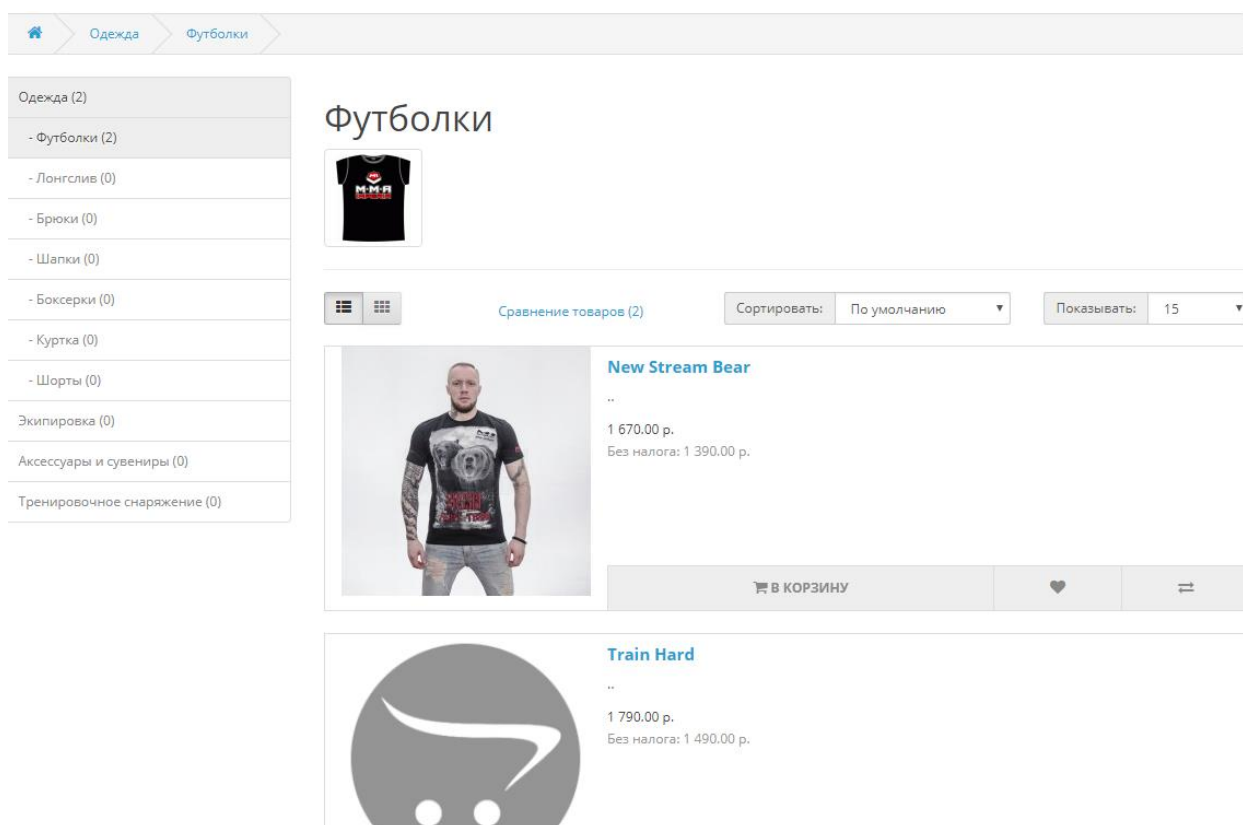 Одежда
Футболки
Одежда (2)
- Футболки (2)
- Лонгслив (0)
- Брюки (0)
- Шапки (0)
- Боксерки (0)
- Куртка (0)
- Шорты (0)
Экипировка (0)
Аксессуары и сувениры (0)
Тренировочное снаряжение (0)
Футболки
M·M·A
Сравнение товаров (2)
Сортировать: По умолчанию
Показывать: 15
New Stream Bear
..
1 670.00 р.
Без налога: 1 390.00 р.
В КОРЗИНУ
Train Hard
..
1 790.00 р.
Без налога: 1 490.00 р.